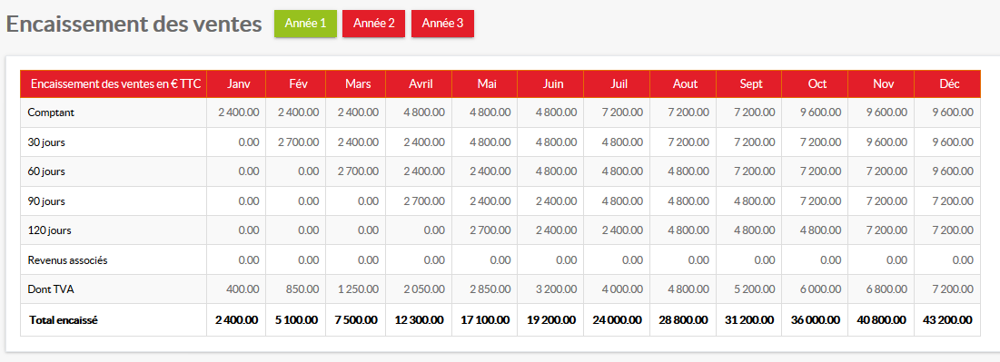 Encaissement des ventes Année 1 Année 2 Année 3
Encaissement des ventes en € TTC Janv Fév Mars Avril Mai Juin Juil Aout Sept Oct Nov Déc
Comptant 2 400.00 2 400.00 2 400.00 4 800.00 4 800.00 4 800.00 7 200.00 7 200.00 7 200.00 9 600.00 9 600.00 9 600.00
30 jours 0.00 2 700.00 2 400.00 2 400.00 4 800.00 4 800.00 4 800.00 7 200.00 7 200.00 7 200.00 9 600.00 9 600.00
60 jours 0.00 0.00 2 700.00 2 400.00 2 400.00 4 800.00 4 800.00 4 800.00 7 200.00 7 200.00 7 200.00 9 600.00
90 jours 0.00 0.00 0.00 2 700.00 2 400.00 2 400.00 4 800.00 4 800.00 4 800.00 7 200.00 7 200.00 7 200.00
120 jours 0.00 0.00 0.00 0.00 2 700.00 2 400.00 2 400.00 4 800.00 4 800.00 4 800.00 7 200.00 7 200.00
Revenus associés 0.00 0.00 0.00 0.00 0.00 0.00 0.00 0.00 0.00 0.00 0.00 0.00
Dont TVA 400.00 850.00 1 250.00 2 050.00 2 850.00 3 200.00 4 000.00 4 800.00 5 200.00 6 000.00 6 800.00 7 200.00
Total encaissé 2 400.00 5 100.00 7 500.00 12 300.00 17 100.00 19 200.00 24 000.00 28 800.00 31 200.00 36 000.00 40 800.00 43 200.00